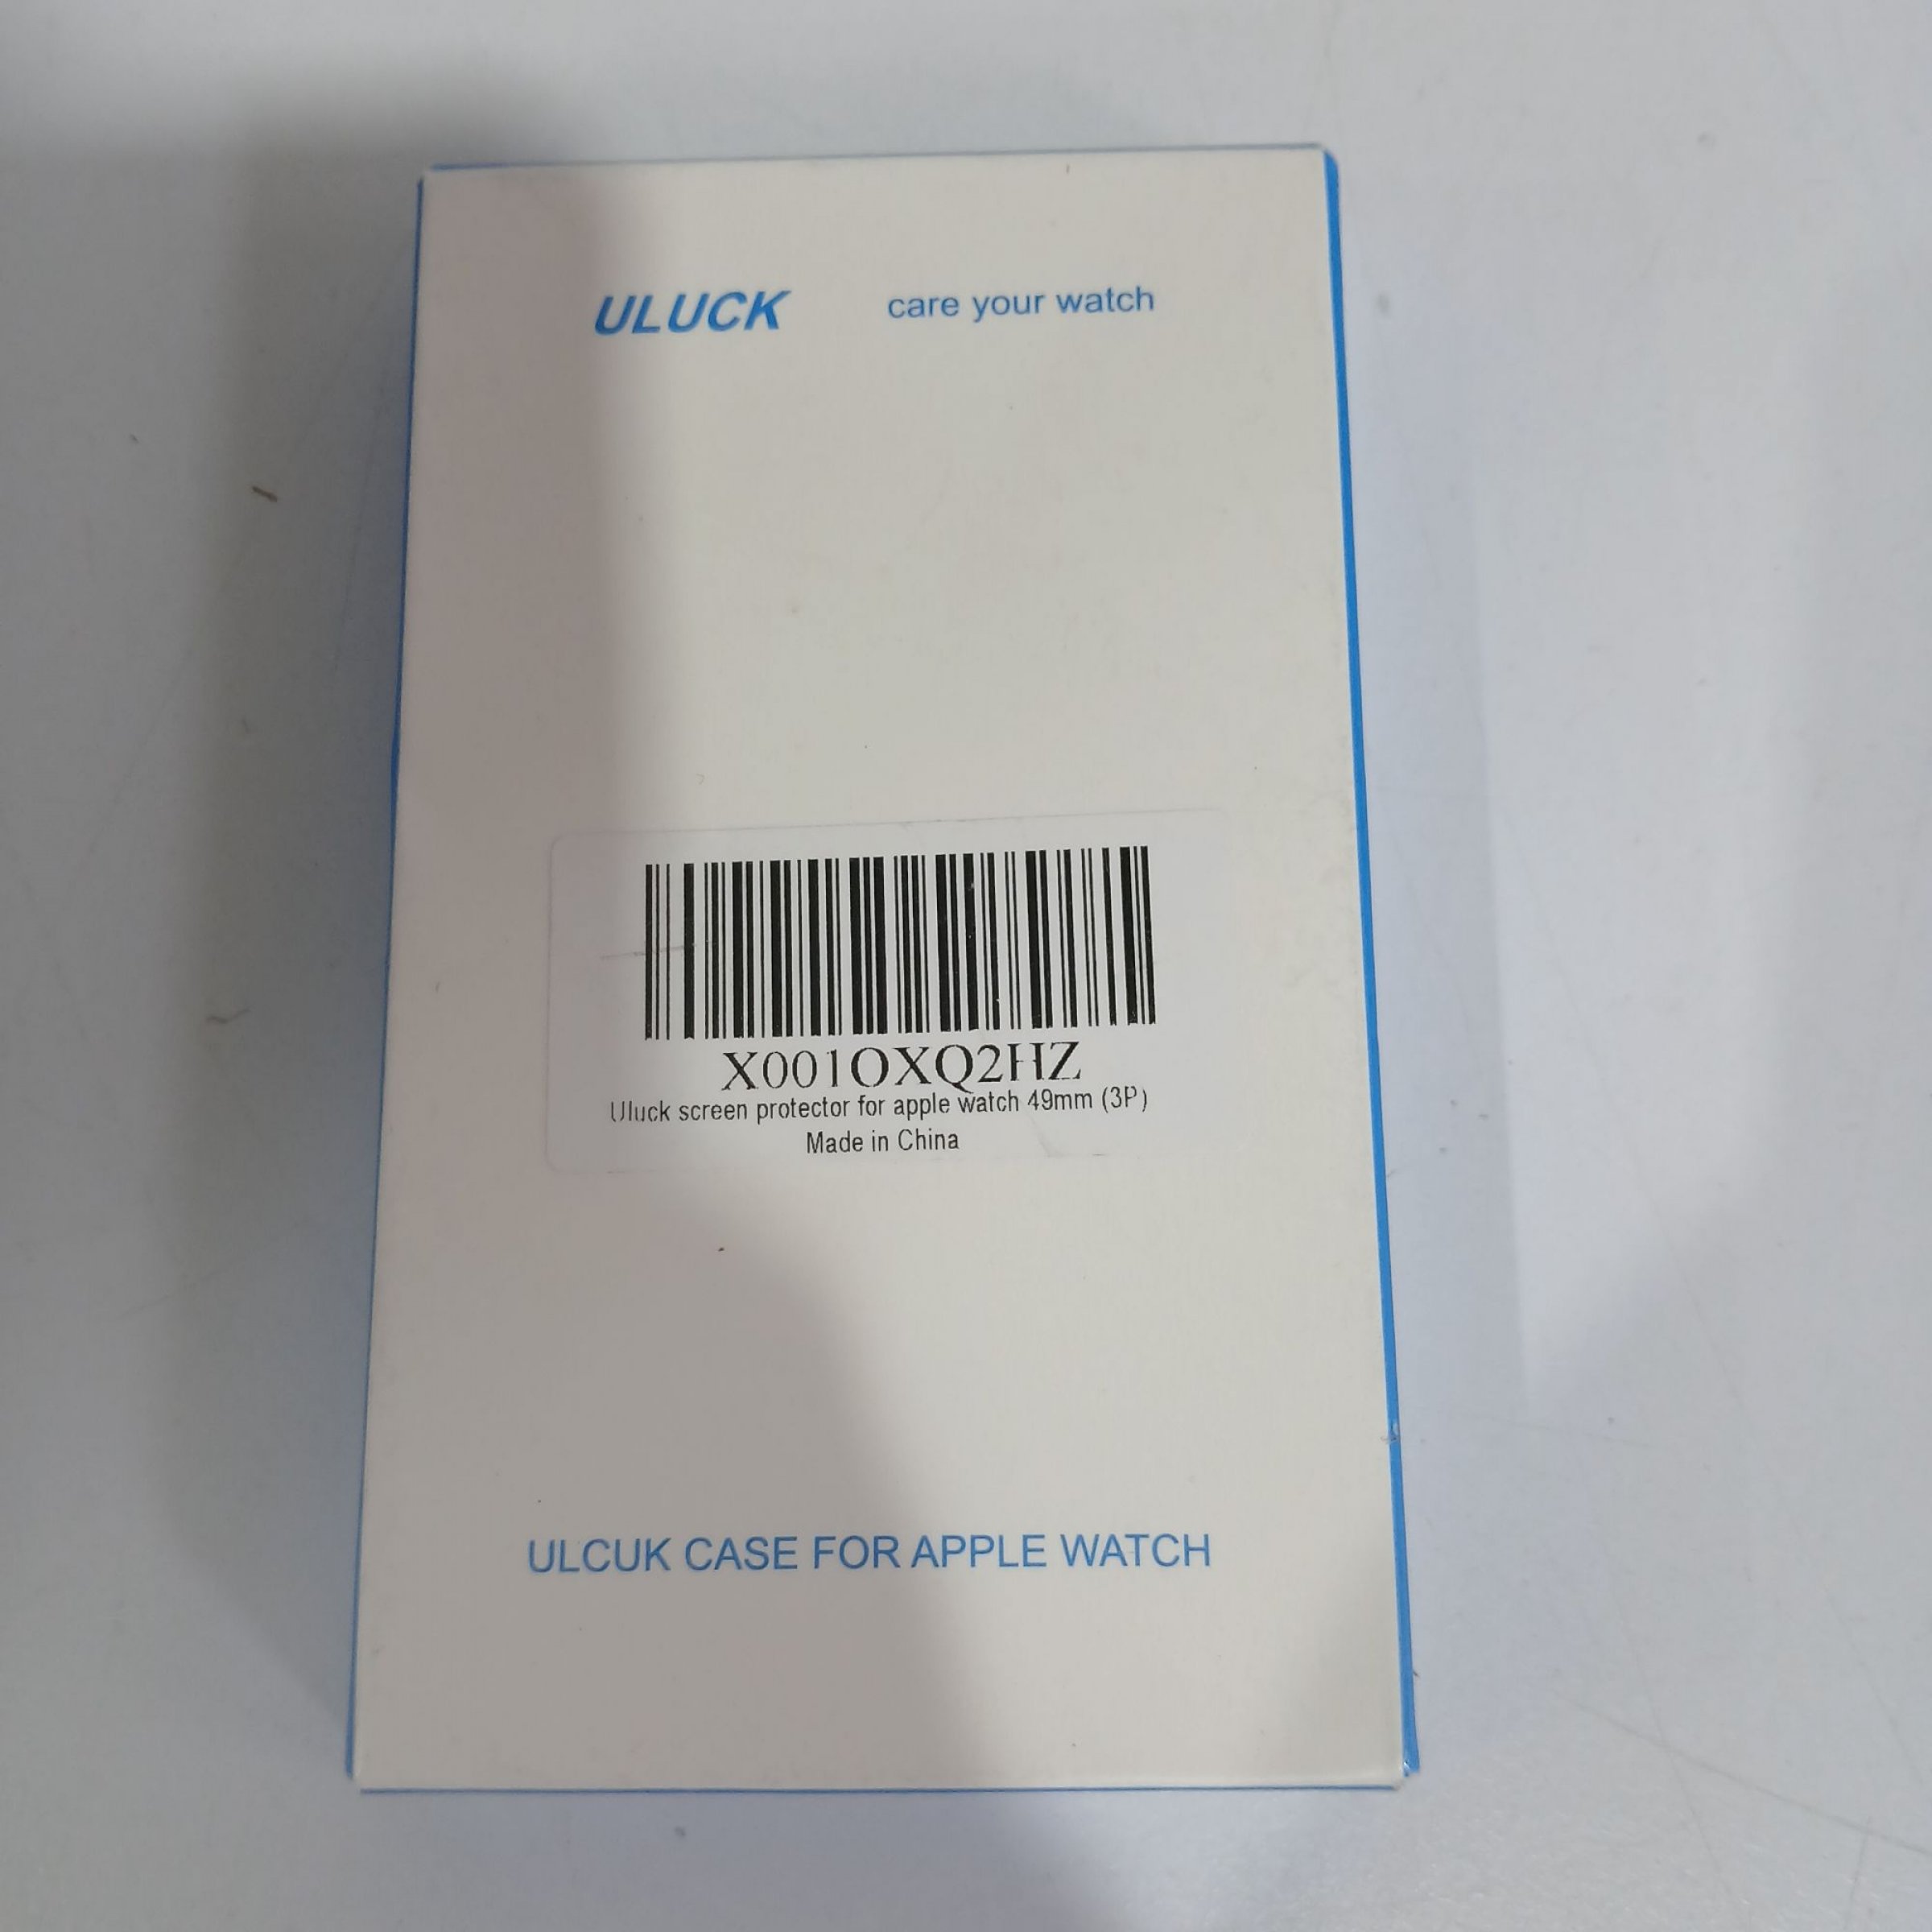 ULUCK care your watch
X001OXQ2HZ
Uluck screen protector for apple watch 49mm (3P)
Made in China
ULCUK CASE FOR APPLE WATCH